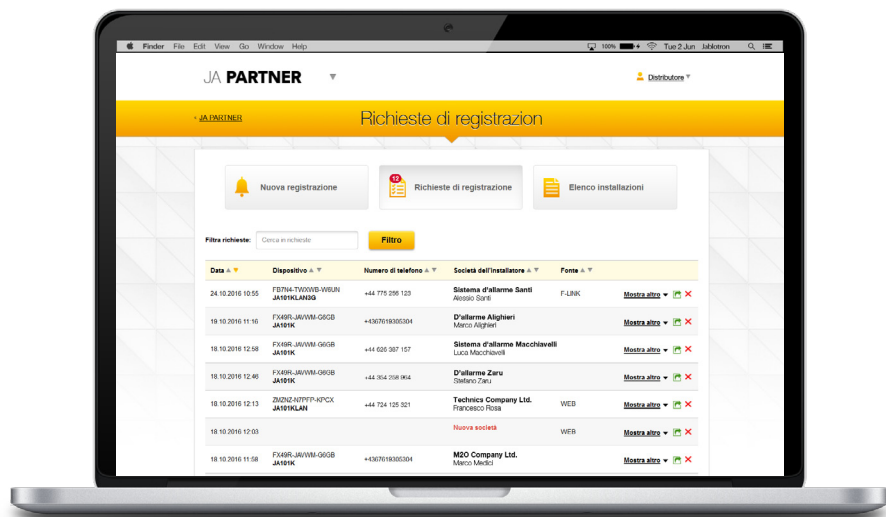 Finder File Edit View Go Window Help 100% Tue 2 Jun Jablotron
JA PARTNER
Distributore
‹ JA PARTNER
Richieste di registrazion
Nuova registrazione
12
Richieste di registrazione
Elenco installazioni
Filtra richieste: Cerca in richieste Filtro
Data Dispositivo Numero di telefono Società dell'installatore Fonte
24.10.2016 10:55 FB7N4-TWXWB-W8UN +44 775 256 123 Sistema d'allarme Santi F-LINK Mostra altro
JA101KLAN3G Alessio Santi
19.10.2016 11:16 FX49R-JAVWM-G6GB +4367619305304 D'allarme Alighieri Mostra altro
JA101K Marco Alighieri
18.10.2016 12:58 FX49R-JAVWM-G6GB +44 626 387 157 Sistema d'allarme Macchiavelli Mostra altro
JA101K Luca Macchiavelli
18.10.2016 12:46 FX49R-JAVWM-G6GB +44 354 258 964 D'allarme Zaru Mostra altro
JA101K Stefano Zaru
18.10.2016 12:13 ZMZNZ-N7PFP-KPCX +44 724 125 321 Technics Company Ltd. WEB Mostra altro
JA101KLAN Francesco Rosa
18.10.2016 12:03 Nuova società WEB Mostra altro
18.10.2016 11:58 FX49R-JAVWM-G6GB +4367619305304 M2O Company Ltd. Mostra altro
JA101K Marco Medici